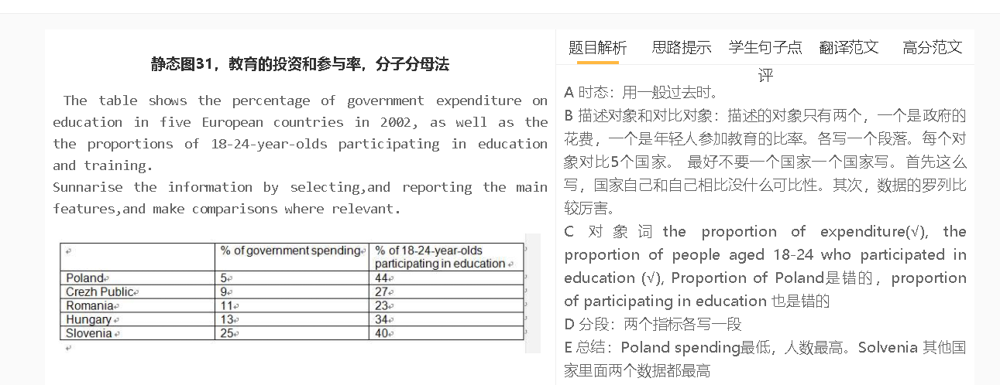 静态图31，教育的投资和参与率，分子分母法
The table shows the percentage of government expenditure on
education in five European countries in 2002, as well as the
the proportions of 18-24-year-olds participating in education
and training.
Sunnarise the information by selecting,and reporting the main
features,and make comparisons where relevant.
% of government spending % of 18-24-year-olds
participating in education
Poland 5 44
Crezh Public 9 27
Romania 11 23
Hungary 13 34
Slovenia 25 40
题目解析 思路提示 学生句子点评 翻译范文 高分范文
A 时态：用一般过去时。
B 描述对象和对比对象：描述的对象只有两个，一个是政府的
花费，一个是年轻人参加教育的比率。各写一个段落。每个对
象对比5个国家。 最好不要一个国家一个国家写。首先这么
写，国家自己和自己相比没什么可比性。其次，数据的罗列比
较厉害。
C 对象词 the proportion of expenditure(√), the
proportion of people aged 18-24 who participated in
education (√), Proportion of Poland是错的，proportion
of participating in education 也是错的
D 分段：两个指标各写一段
E 总结：Poland spending最低，人数最高。Solvenia 其他国
家里面两个数据都最高